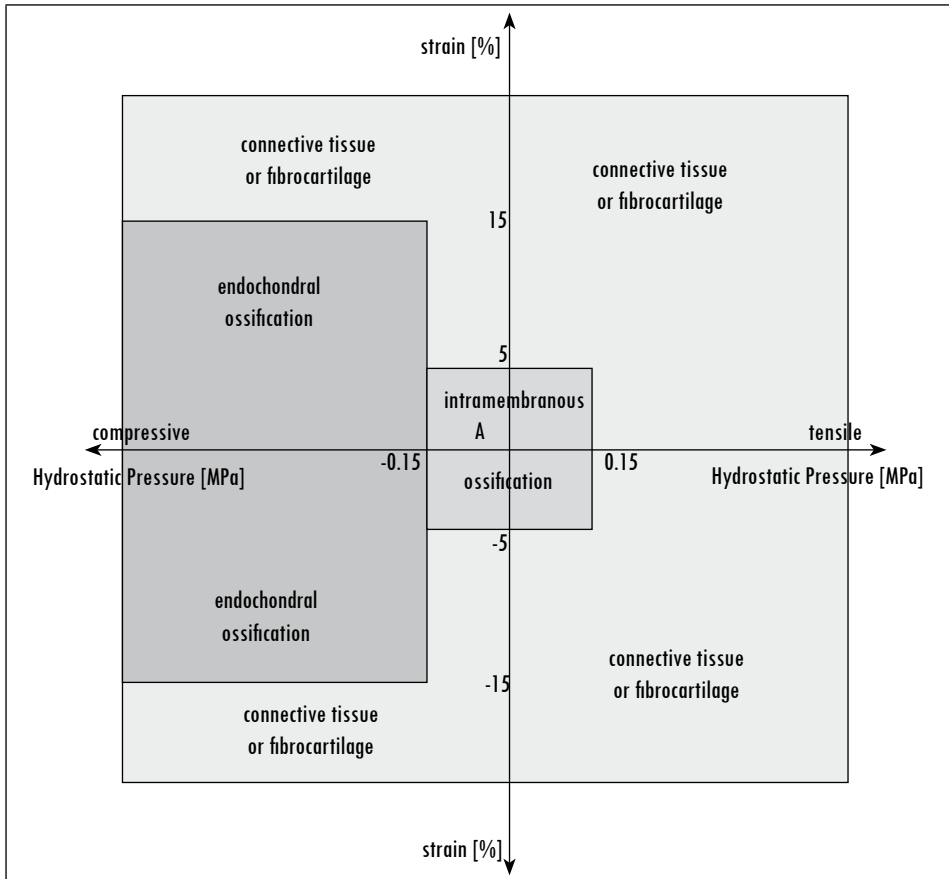 strain [%]
connective tissue
or fibrocartilage
connective tissue
or fibrocartilage
15
endochondral
ossification
5
intramembranous
A
compressive
tensile
-0.15
0.15
Hydrostatic Pressure [MPa]
Hydrostatic Pressure [MPa]
ossification
-5
endochondral
ossification
connective tissue
or fibrocartilage
-15
connective tissue
or fibrocartilage
strain [%]